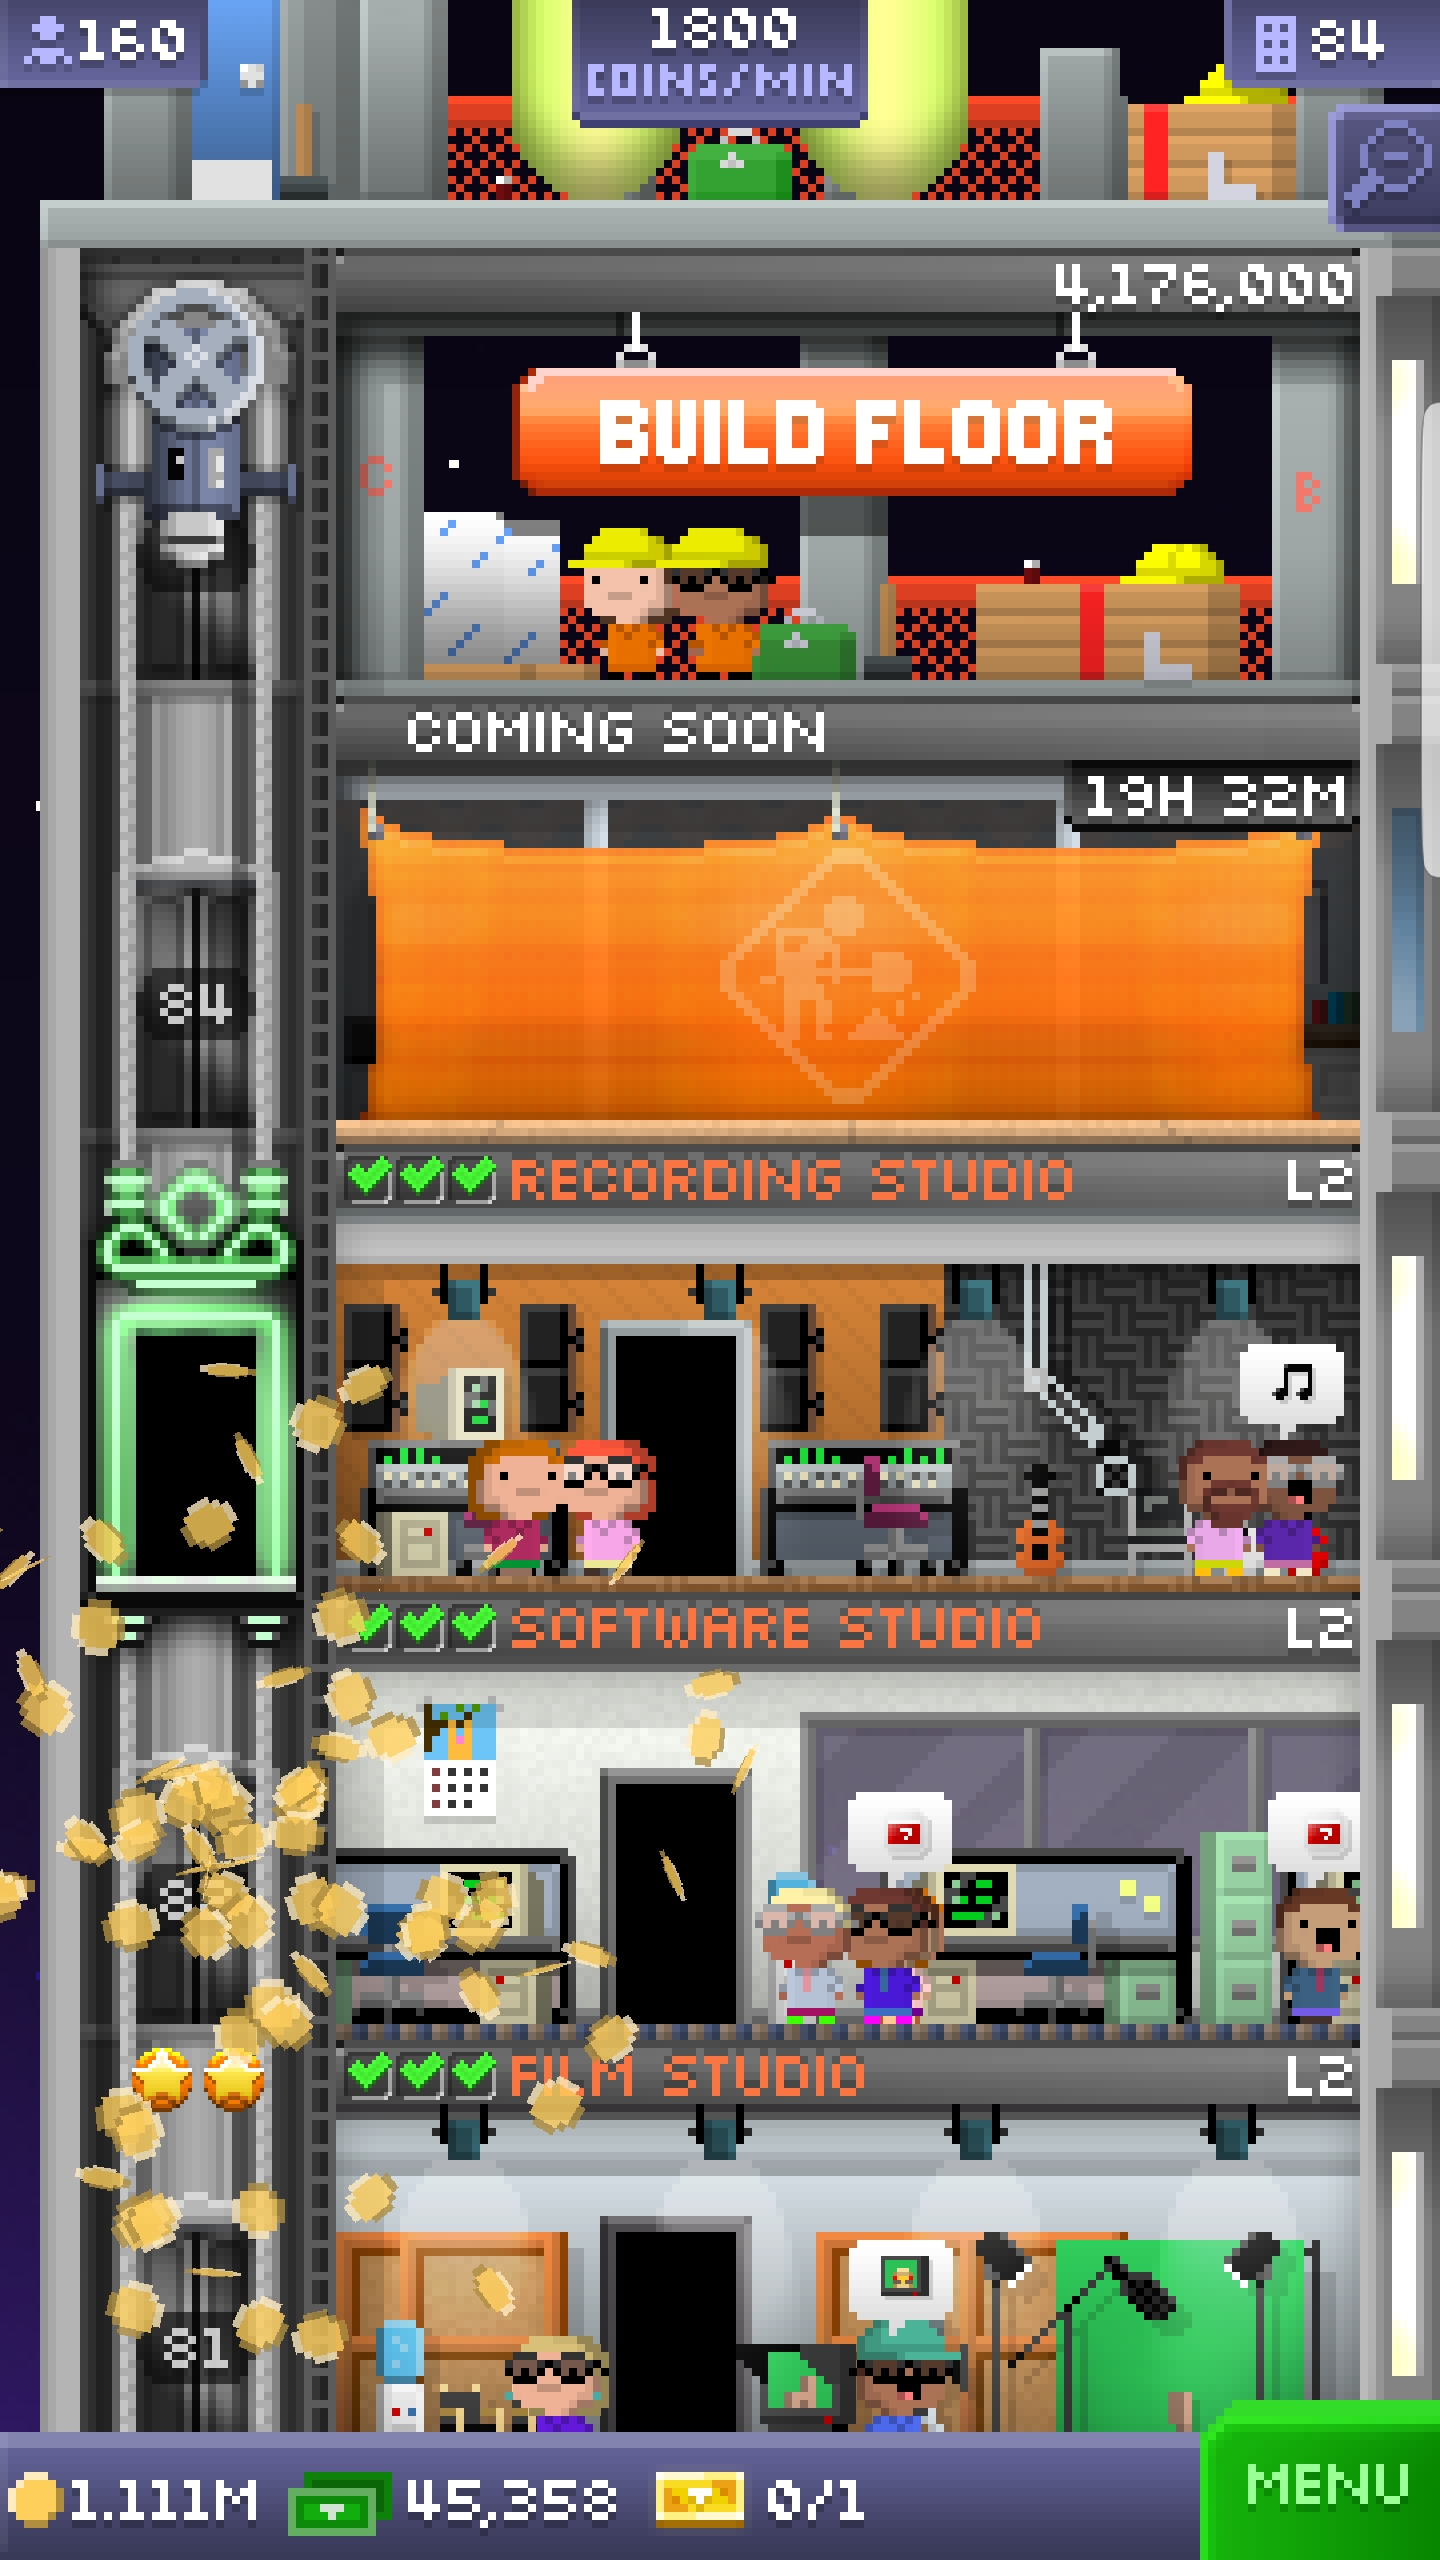 160
1800
COINS/MIN
84
4,176,000
BUILD FLOOR
C
B
COMING SOON
19H 32M
84
RECORDING STUDIO L2
SOFTWARE STUDIO L2
FILM STUDIO L2
81
1.111M 45,358 0/1
MENU